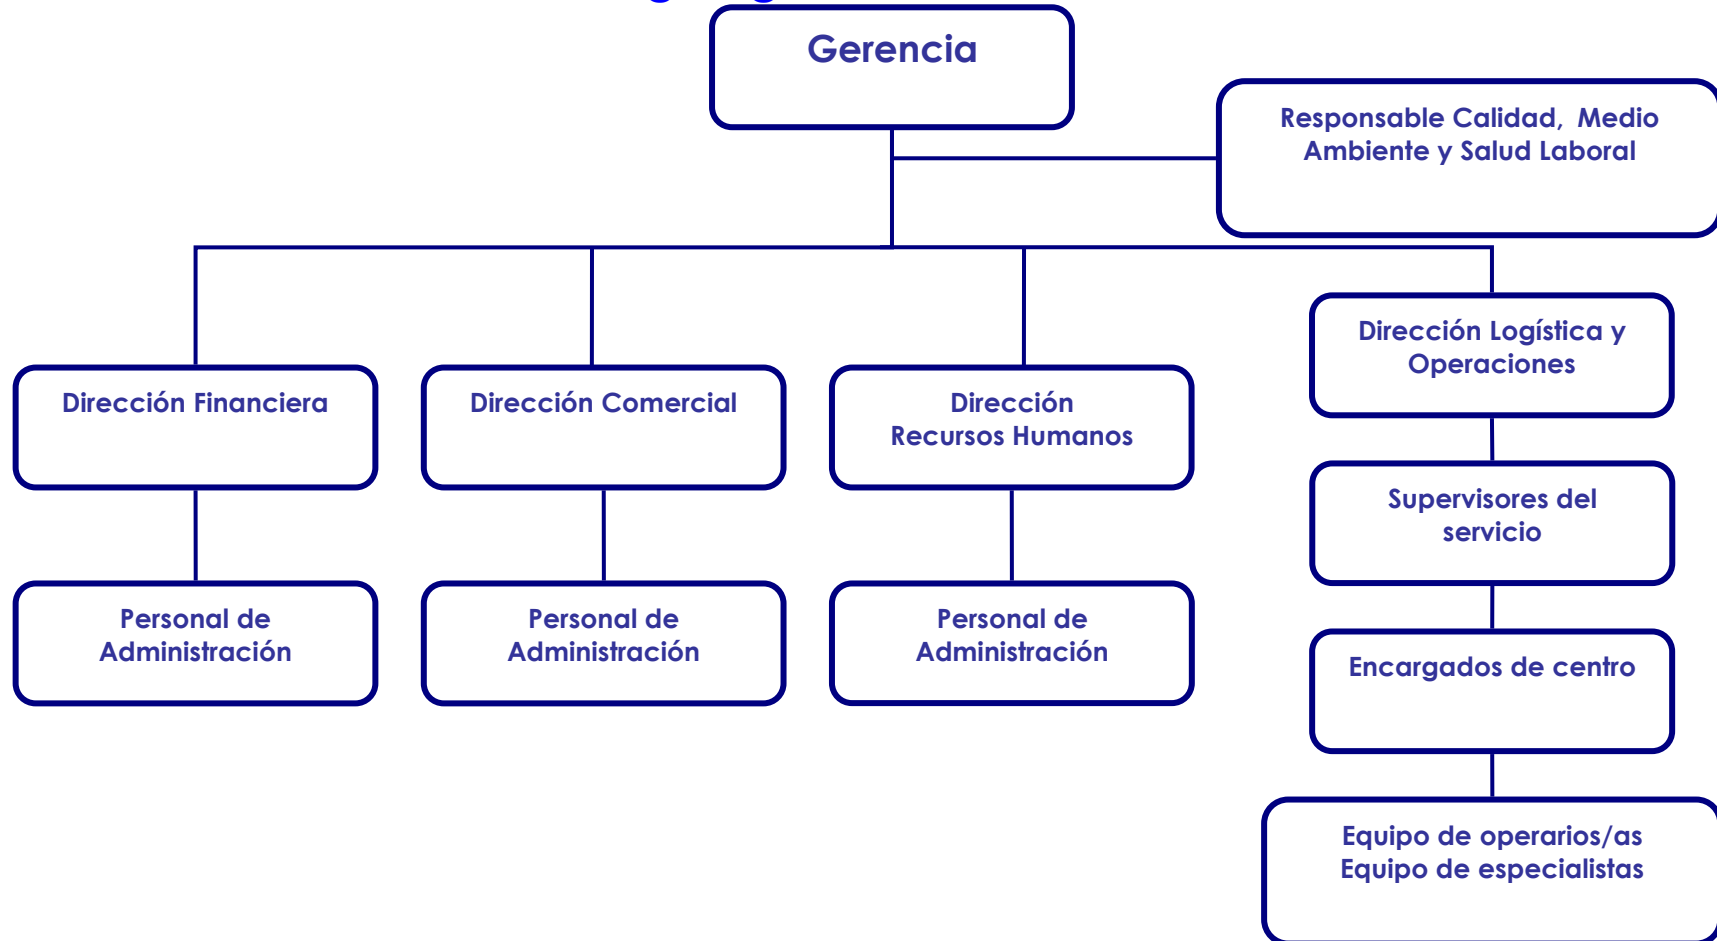 Gerencia
Responsable Calidad, Medio
Ambiente y Salud Laboral
Dirección Logística y
Operaciones
Dirección Financiera
Dirección Comercial
Dirección
Recursos Humanos
Supervisores del
servicio
Personal de
Administración
Personal de
Administración
Personal de
Administración
Encargados de centro
Equipo de operarios/as
Equipo de especialistas